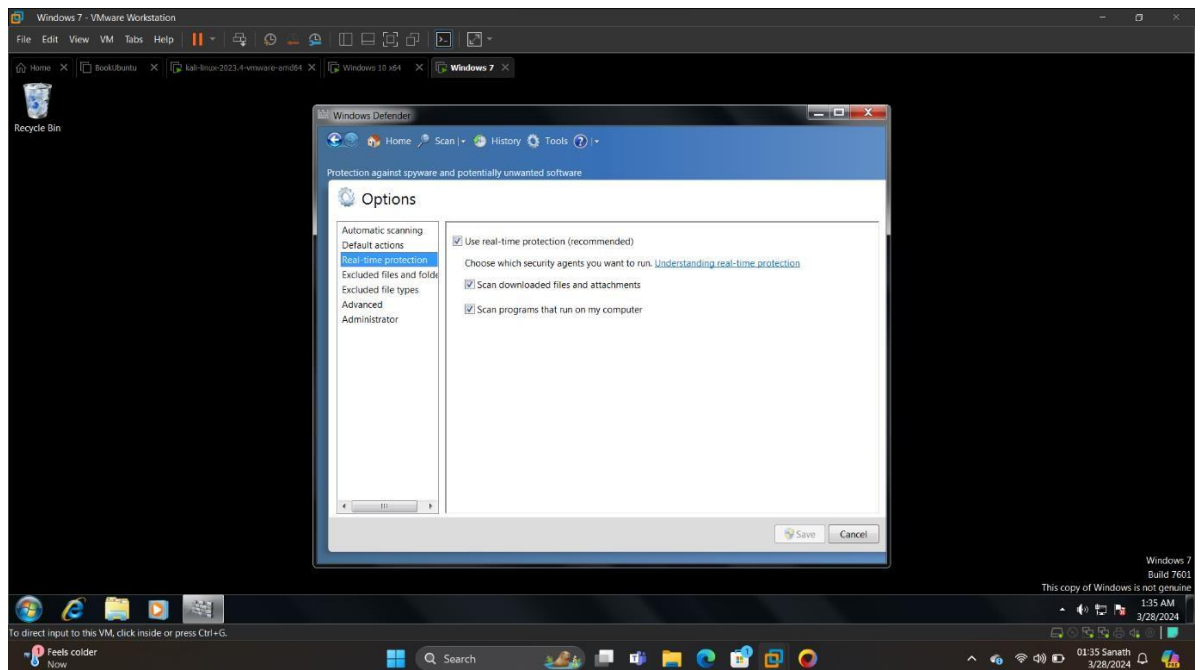 Windows 7 - VMware Workstation
File Edit View VM Tabs Help
Home BookUbuntu kali-linux-2023.4-vmware-amd64 Windows 10 x64 Windows 7
Recycle Bin
Windows Defender
Home Scan History Tools
Protection against spyware and potentially unwanted software
Options
Automatic scanning
Default actions
Real-time protection
Excluded files and folde
Excluded file types
Advanced
Administrator
Use real-time protection (recommended)
Choose which security agents you want to run. Understanding real-time protection
Scan downloaded files and attachments
Scan programs that run on my computer
Save Cancel
Windows 7
Build 7601
This copy of Windows is not genuine
1:35 AM
3/28/2024
To direct input to this VM, click inside or press Ctrl+G.
Feels colder
Now
Search
01:35 Sanath
3/28/2024